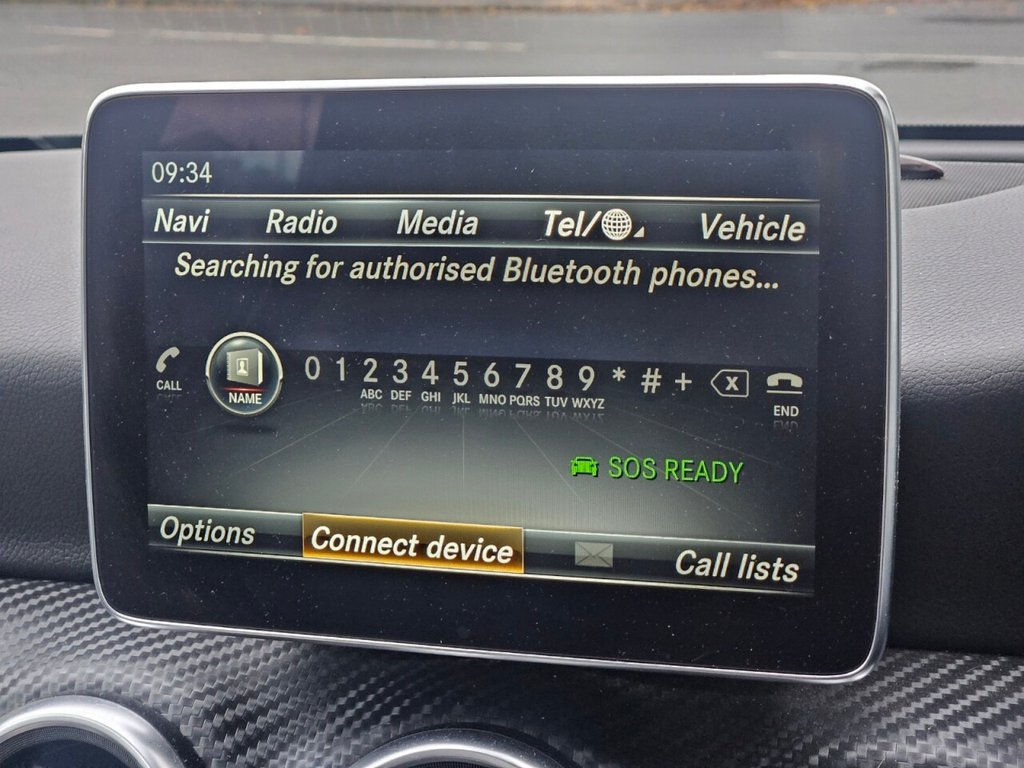 09:34
Navi Radio Media Tel/ Vehicle
Searching for authorised Bluetooth phones...
0 1 2 3 4 5 6 7 8 9 * # + X
CALL NAME ABC DEF GHI JKL MNO PQRS TUV WXYZ END
SOS READY
Options Connect device Call lists